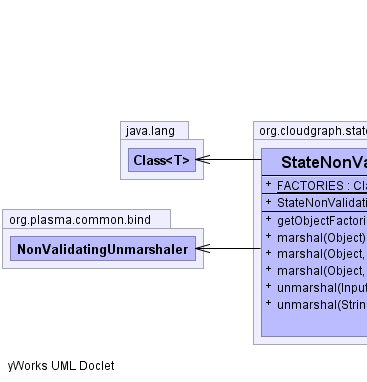 java.lang
Class<T>
org.plasma.common.bind
NonValidatingUnmarshaler
org.cloudgraph.state
StateNonVa
+ FACTORIES : Cla
+ StateNonValidati
+ getObjectFactori
+ marshal(Object)
+ marshal(Object,
+ marshal(Object,
+ unmarshal(Input
+ unmarshal(Strin
yWorks UML Doclet